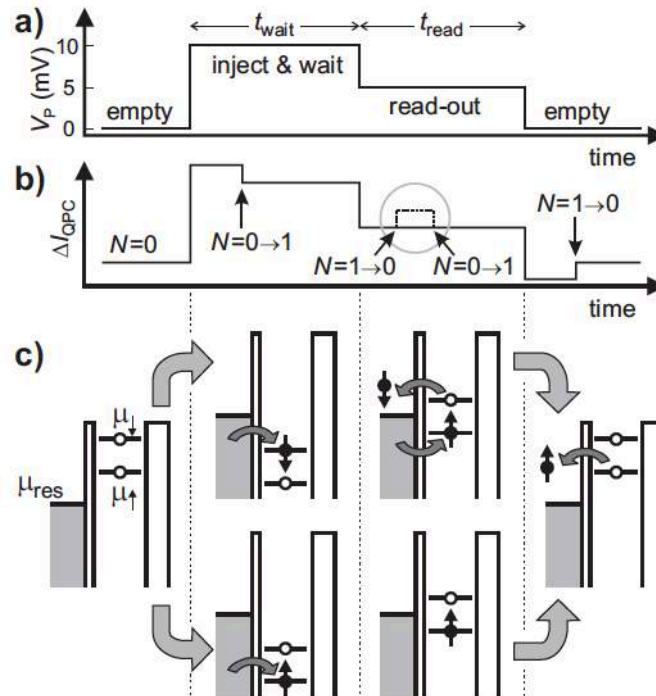 a)
t_wait
t_read
V_P (mV)
10
5
0
empty
inject & wait
read-out
empty
time
b)
ΔI_QPC
N=0
N=0→1
N=1→0
N=0→1
N=1→0
time
c)
μ↓
μ↑
μ_res